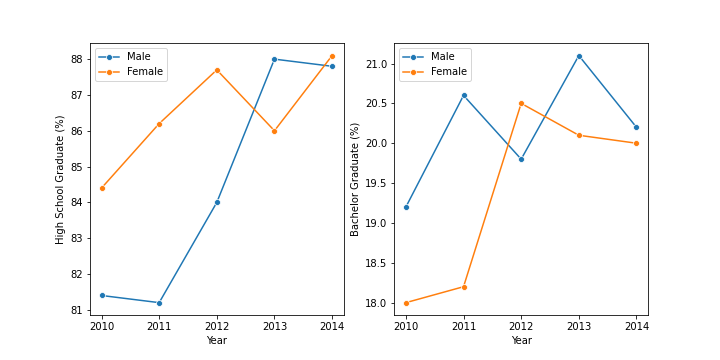 Male
Female
88
87
86
85
84
83
82
81
High School Graduate (%)
2010 2011 2012 2013 2014
Year
Male
Female
21.0
20.5
20.0
19.5
19.0
18.5
18.0
Bachelor Graduate (%)
2010 2011 2012 2013 2014
Year